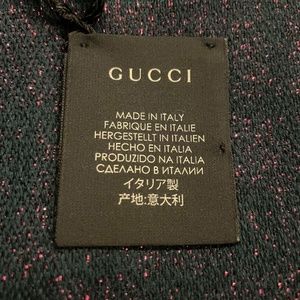 GUCCI
MADE IN ITALY
FABRIQUE EN ITALIE
HERGESTELLT IN ITALIEN
HECHO EN ITALIA
PRODUZIDO NA ITALIA
СДЕЛАНО В ИТАЛИИ
イタリア製
产地:意大利